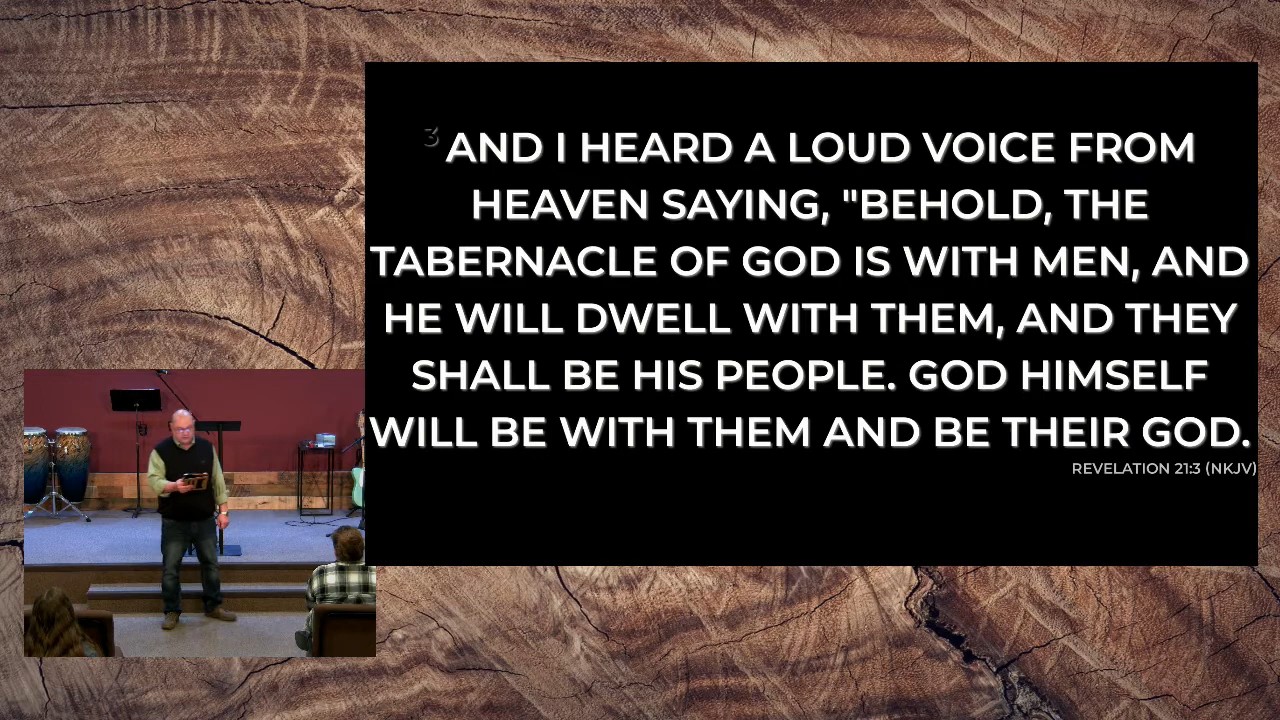 3 AND I HEARD A LOUD VOICE FROM
HEAVEN SAYING, "BEHOLD, THE
TABERNACLE OF GOD IS WITH MEN, AND
HE WILL DWELL WITH THEM, AND THEY
SHALL BE HIS PEOPLE. GOD HIMSELF
WILL BE WITH THEM AND BE THEIR GOD.
REVELATION 21:3 (NKJV)